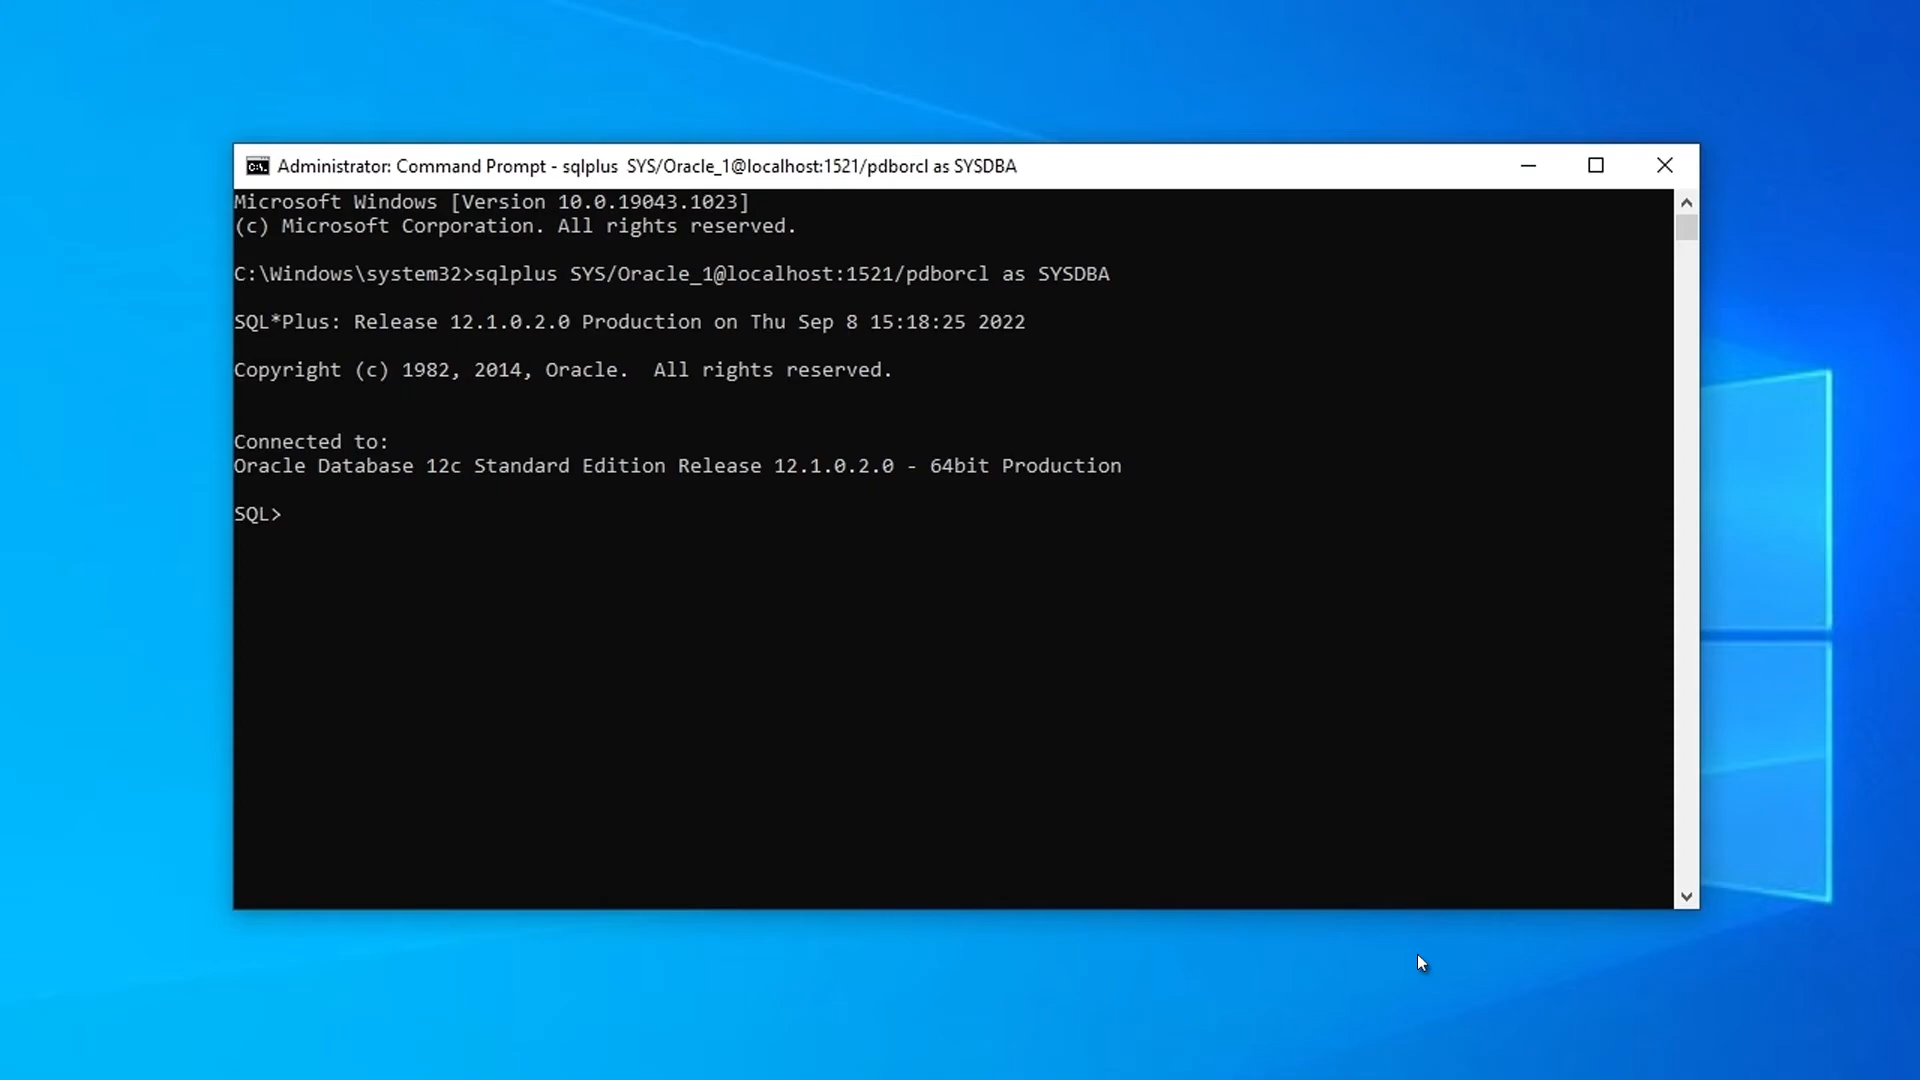 Administrator: Command Prompt - sqlplus  SYS/Oracle_1@localhost:1521/pdborcl as SYSDBA
Microsoft Windows [Version 10.0.19043.1023]
(c) Microsoft Corporation. All rights reserved.
C:\Windows\system32>sqlplus SYS/Oracle_1@localhost:1521/pdborcl as SYSDBA
SQL*Plus: Release 12.1.0.2.0 Production on Thu Sep 8 15:18:25 2022
Copyright (c) 1982, 2014, Oracle.  All rights reserved.
Connected to:
Oracle Database 12c Standard Edition Release 12.1.0.2.0 - 64bit Production
SQL>